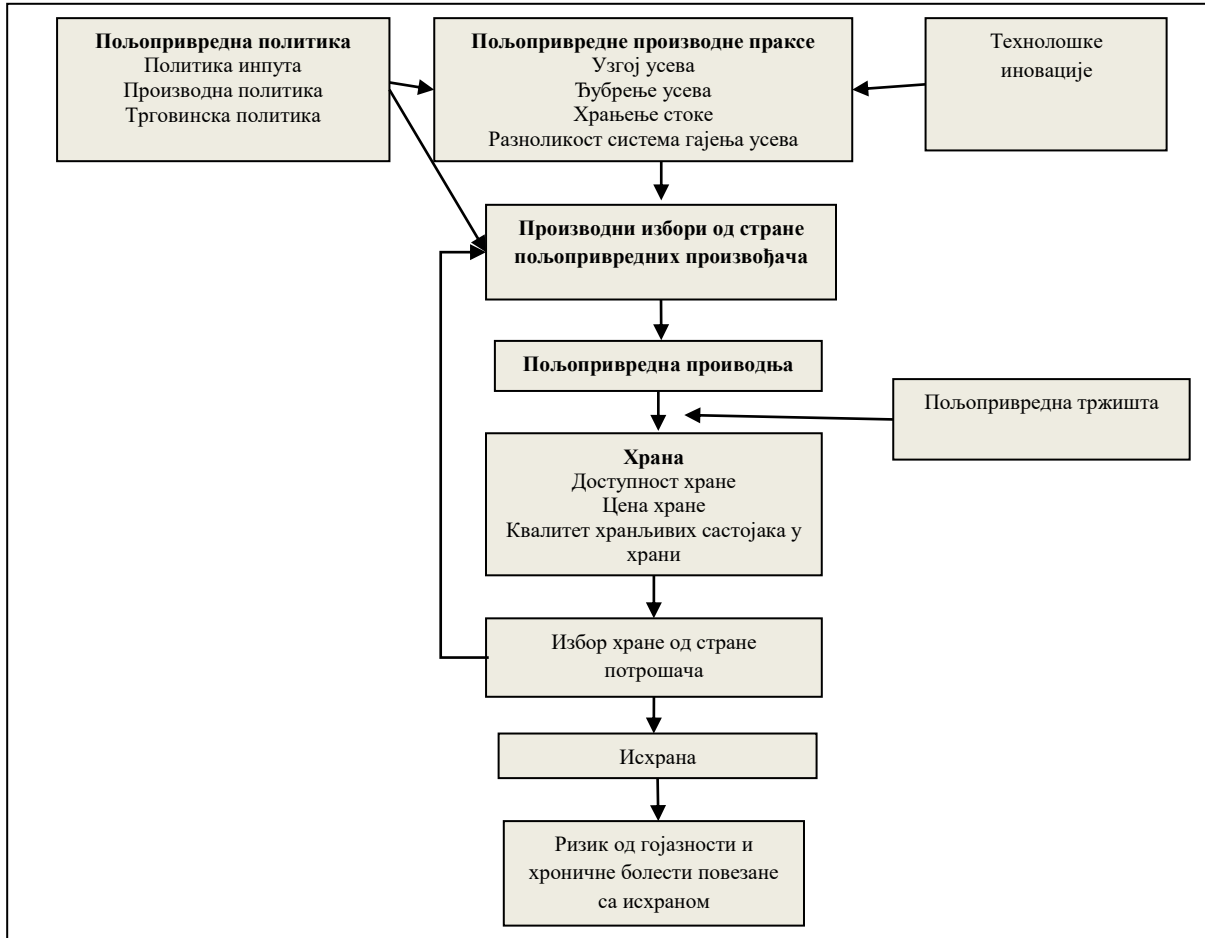 Пољопривредна политика
Политика инпута
Производна политика
Трговинска политика
Пољопривредне производне праксе
Узгој усева
Ђубрење усева
Храњење стоке
Разноликост система гајења усева
Технолошке
иновације
Производни избори од стране
пољопривредних произвођача
Пољопривредна проиводња
Пољопривредна тржишта
Храна
Доступност хране
Цена хране
Квалитет хранљивих састојака у
храни
Избор хране од стране
потрошача
Исхрана
Ризик од гојазности и
хроничне болести повезане
са исхраном